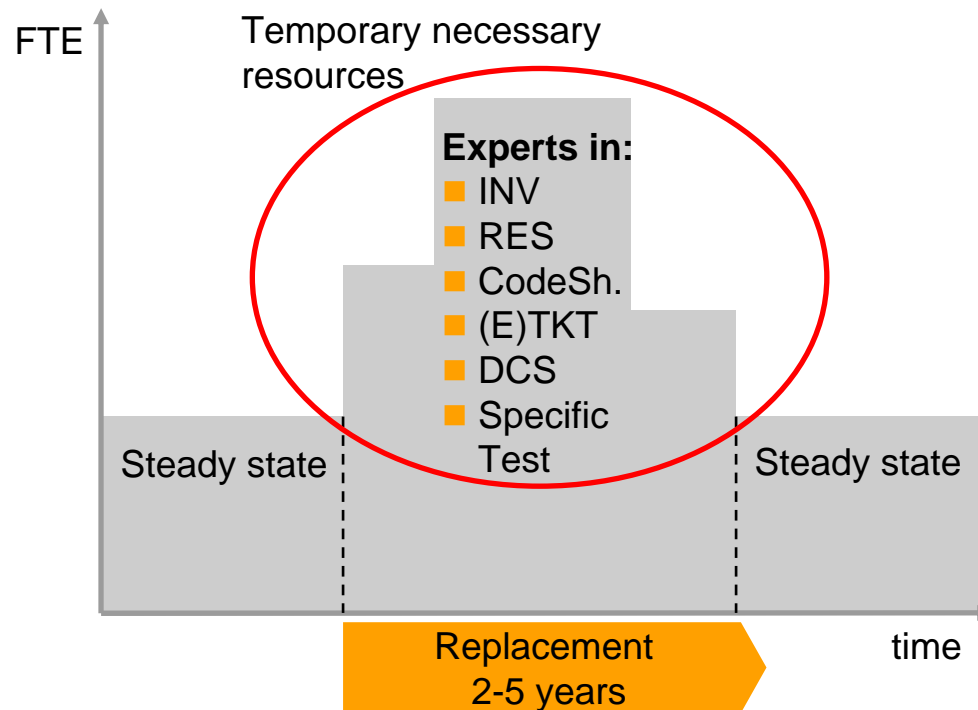 FTE
Temporary necessary
resources
Experts in:
INV
RES
CodeSh.
(E)TKT
DCS
Specific
Test
Steady state
Steady state
Replacement
2-5 years
time